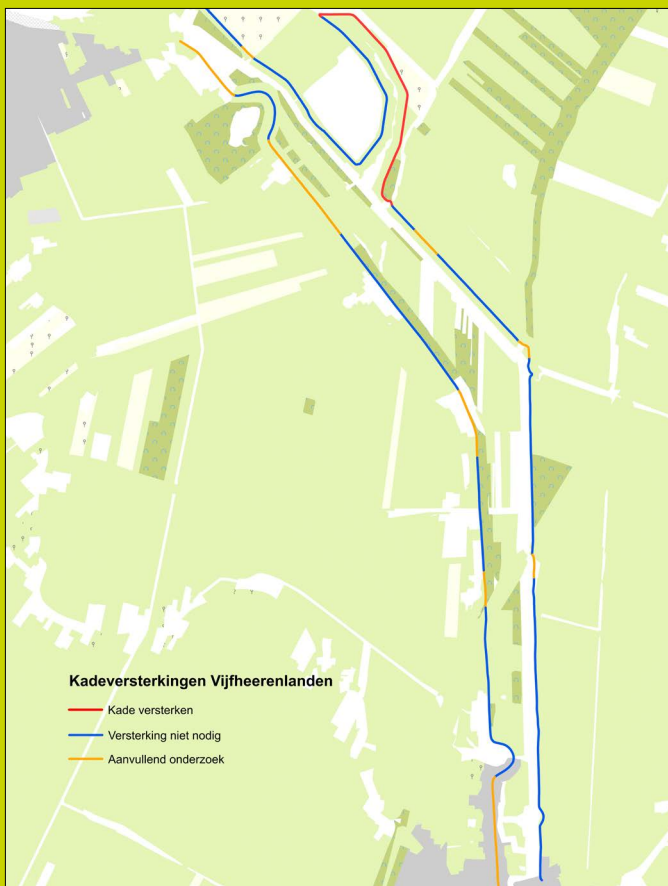 Kadeversterkingen Vijfheerenlanden
Kade versterken
Versterking niet nodig
Aanvullend onderzoek